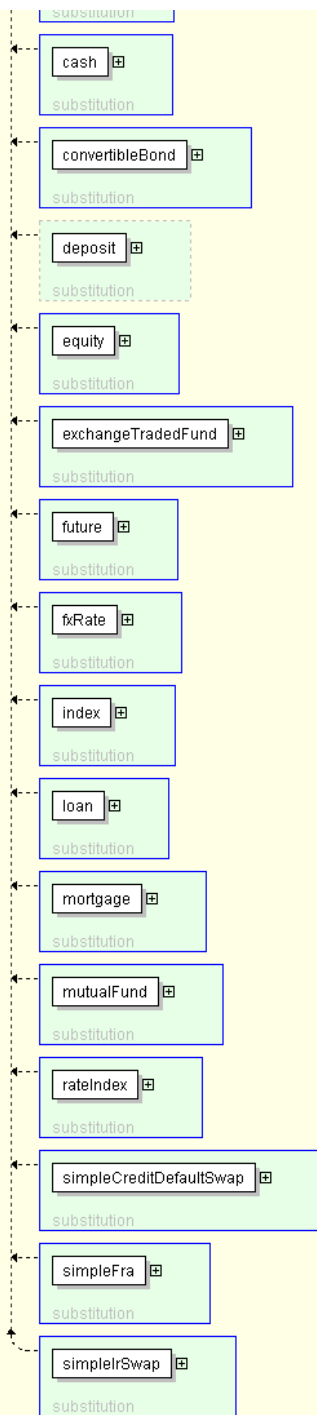 substitution
cash
substitution
convertibleBond
substitution
deposit
substitution
equity
substitution
exchangeTradedFund
substitution
future
substitution
fxRate
substitution
index
substitution
loan
substitution
mortgage
substitution
mutualFund
substitution
rateIndex
substitution
simpleCreditDefaultSwap
substitution
simpleFra
substitution
simpleIrSwap
substitution